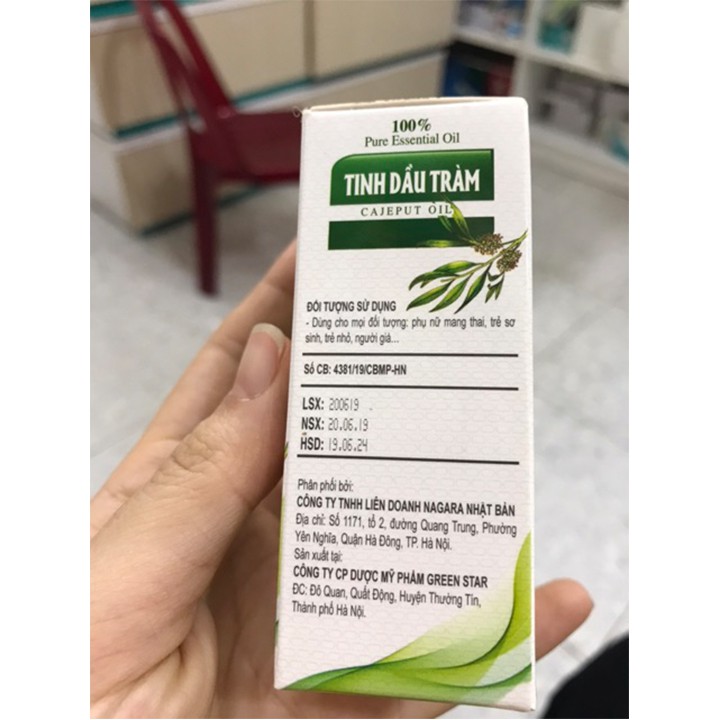 100%
Pure Essential Oil
TINH DẦU TRÀM
CAJEPUT OIL
ĐỐI TƯỢNG SỬ DỤNG
- Dùng cho mọi đối tượng: phụ nữ mang thai, trẻ sơ
sinh, trẻ nhỏ, người già...
Số CB: 4381/19/CBMP-HN
LSX: 200619
NSX: 20.06.19
HSD: 19.06.24
Phân phối bởi:
CÔNG TY TNHH LIÊN DOANH NAGARA NHẬT BẢN
Địa chỉ: Số 1171, tổ 2, đường Quang Trung, Phường
Yên Nghĩa, Quận Hà Đông, TP. Hà Nội.
Sản xuất tại:
CÔNG TY CP DƯỢC MỸ PHẨM GREEN STAR
ĐC: Đô Quan, Quất Động, Huyện Thường Tín,
Thành phố Hà Nội.